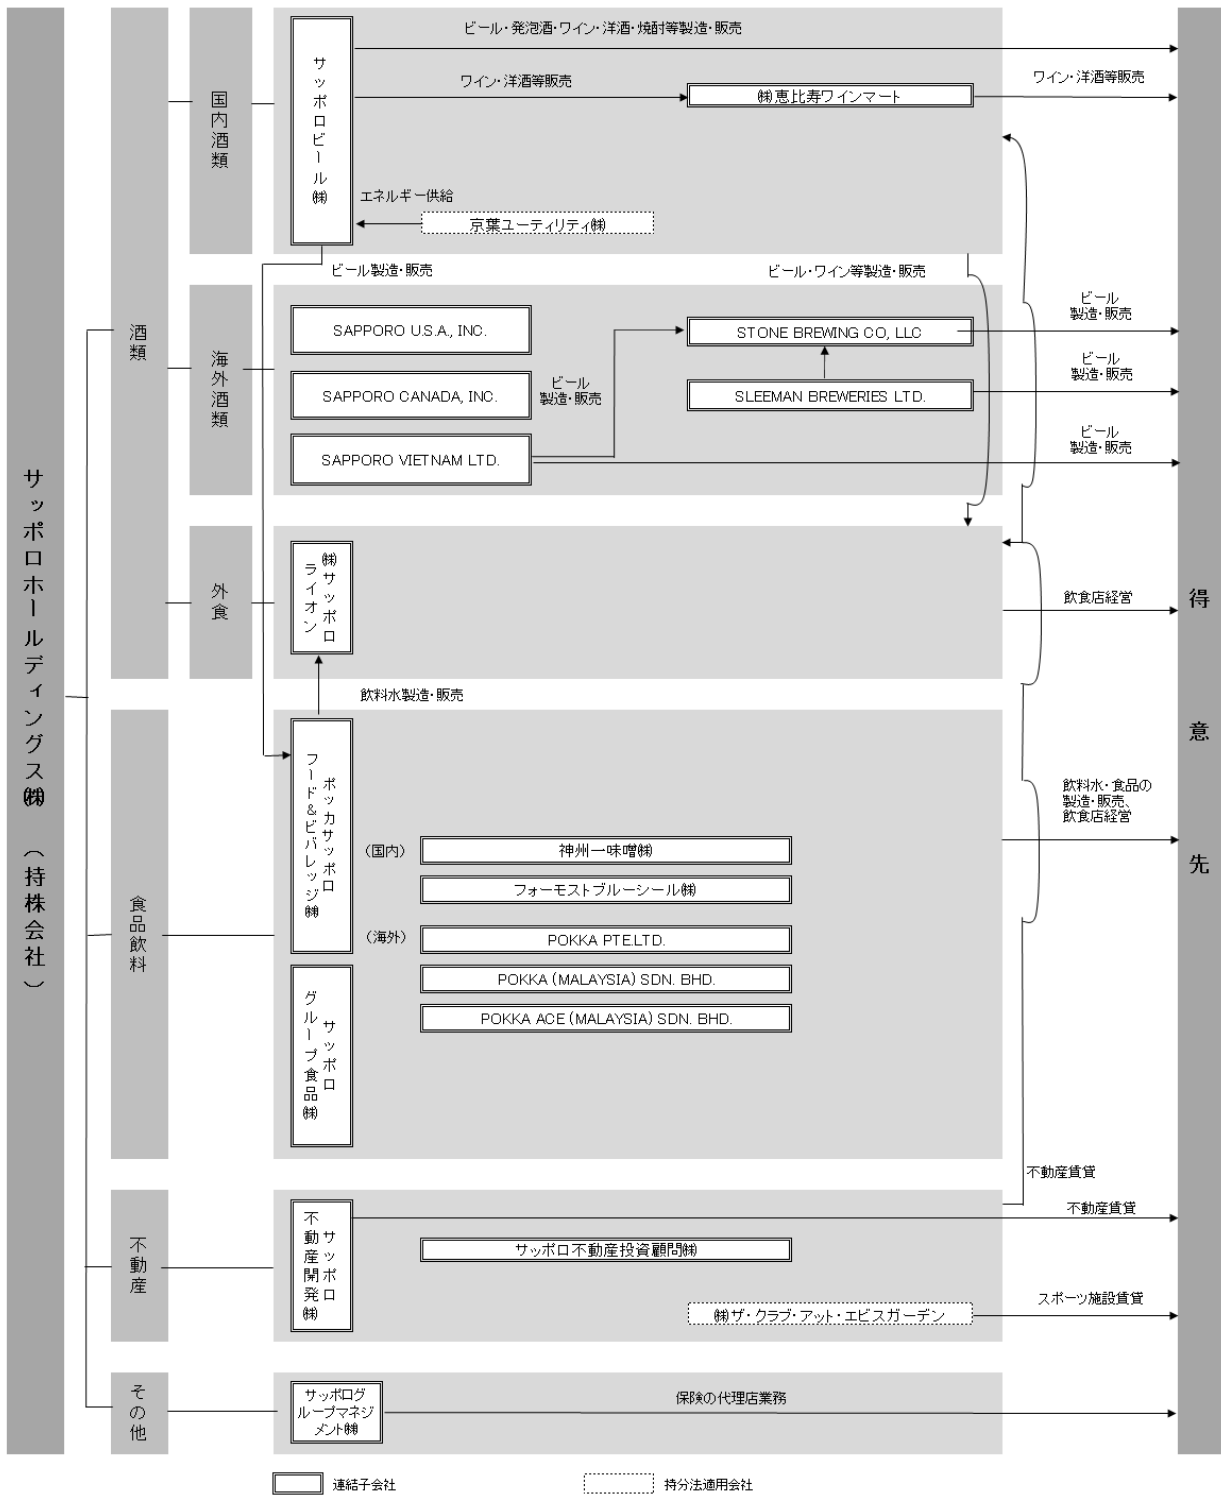 サッポロホールディングス㈱ (持株会社)
酒類
国内酒類
サッポロビール㈱
ビール・発泡酒・ワイン・洋酒・焼酎等製造・販売
ワイン・洋酒等販売
㈱恵比寿ワインマート
ワイン・洋酒等販売
エネルギー供給
京葉ユーティリティ㈱
ビール製造・販売
ビール・ワイン等製造・販売
海外酒類
SAPPORO U.S.A., INC.
SAPPORO CANADA, INC.
SAPPORO VIETNAM LTD.
ビール
製造・販売
STONE BREWING CO., LLC
SLEEMAN BREWERIES LTD.
ビール
製造・販売
ビール
製造・販売
ビール
製造・販売
外食
㈱サッポロ
ライオン
飲食店経営
飲料水製造・販売
食品飲料
ポッカサッポロ
フード&ビバレッジ㈱
(国内)
神州一味噌㈱
フォーモストブルーシール㈱
(海外)
POKKA PTE.LTD.
POKKA (MALAYSIA) SDN. BHD.
POKKA ACE (MALAYSIA) SDN. BHD.
サッポロ
グループ食品㈱
飲料水・食品の
製造・販売、
飲食店経営
不動産賃貸
不動産
サッポロ
不動産開発㈱
不動産賃貸
サッポロ不動産投資顧問㈱
㈱ザ・クラブ・アット・エビスガーデン
スポーツ施設賃貸
その他
サッポログ
ループマネジ
メント㈱
保険の代理店業務
得意先
連結子会社
持分法適用会社